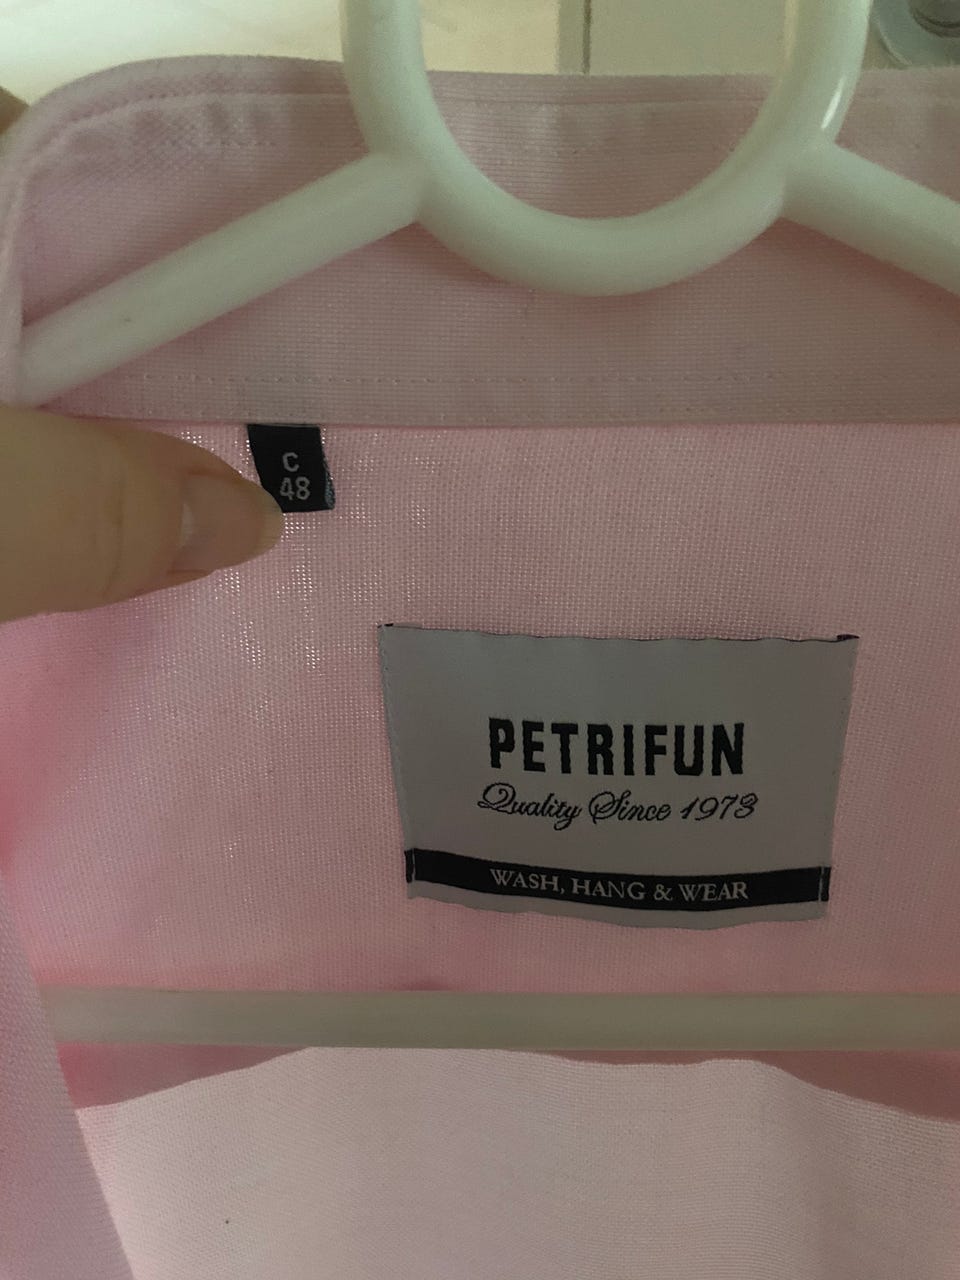 C
48
PETRIFUN
Quality Since 1973
WASH, HANG & WEAR